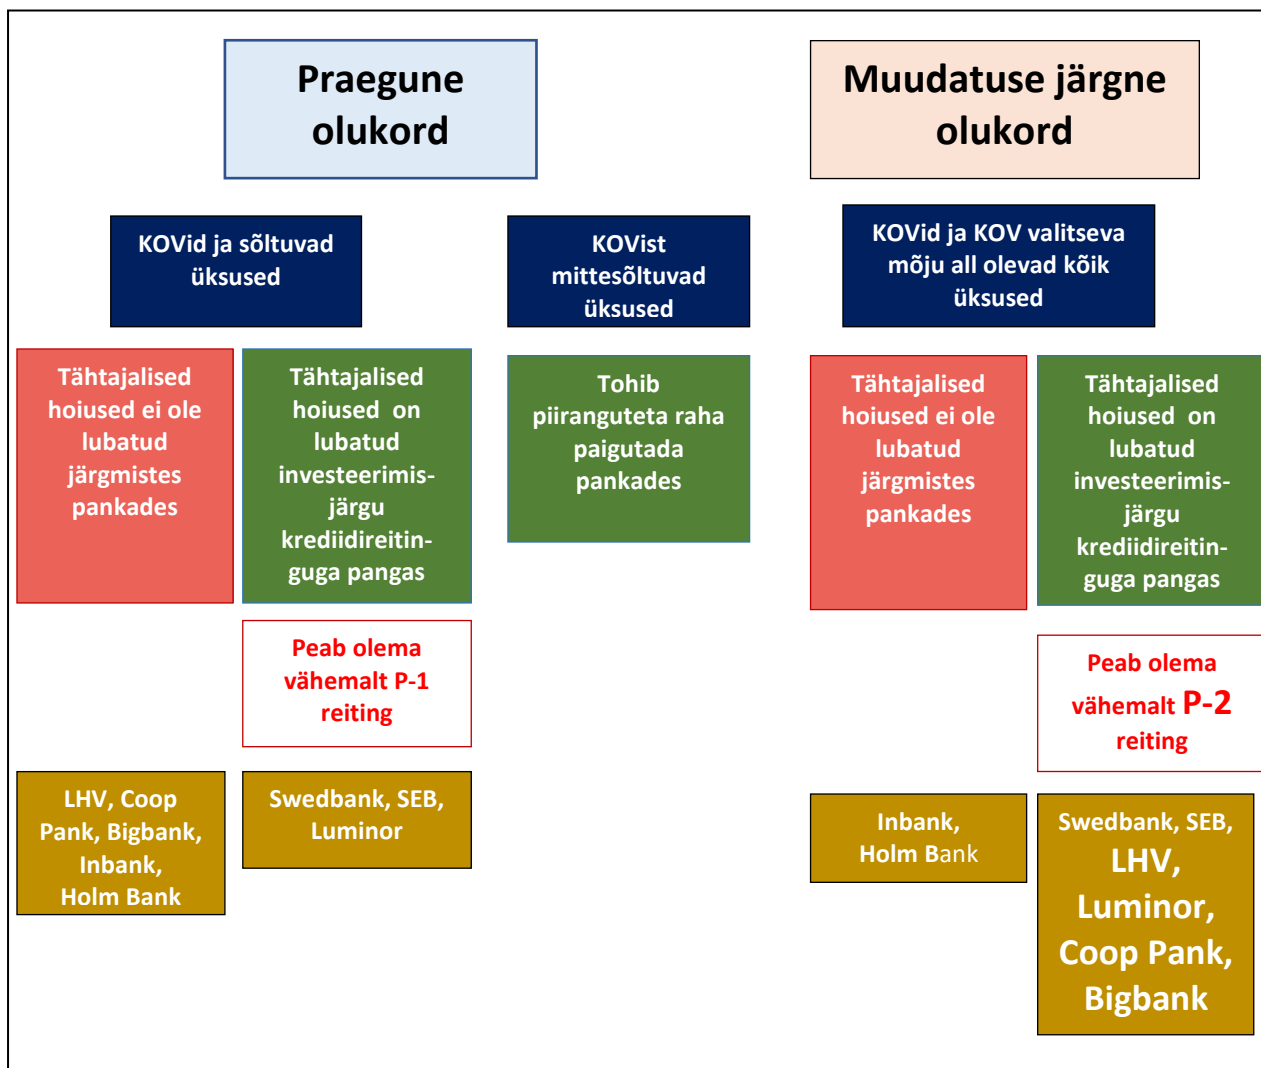 Praegune
olukord
Muudatuse järgne
olukord
KOVid ja sõltuvad
üksused
KOVist
mittesõltuvad
üksused
KOVid ja KOV valitseva
mõju all olevad kõik
üksused
Tähtajalised
hoiused ei ole
lubatud
järgmistes
pankades
Tähtajalised
hoiused on
lubatud
investeerimis-
järgu
krediidireitin-
guga pangas
Tohib
piiranguteta raha
paigutada
pankades
Tähtajalised
hoiused ei ole
lubatud
järgmistes
pankades
Tähtajalised
hoiused on
lubatud
investeerimis-
järgu
krediidireitin-
guga pangas
Peab olema
vähemalt P-1
reiting
Peab olema
vähemalt P-2
reiting
LHV, Coop
Pank, Bigbank,
Inbank,
Holm Bank
Swedbank, SEB,
Luminor
Inbank,
Holm Bank
Swedbank, SEB,
LHV,
Luminor,
Coop Pank,
Bigbank